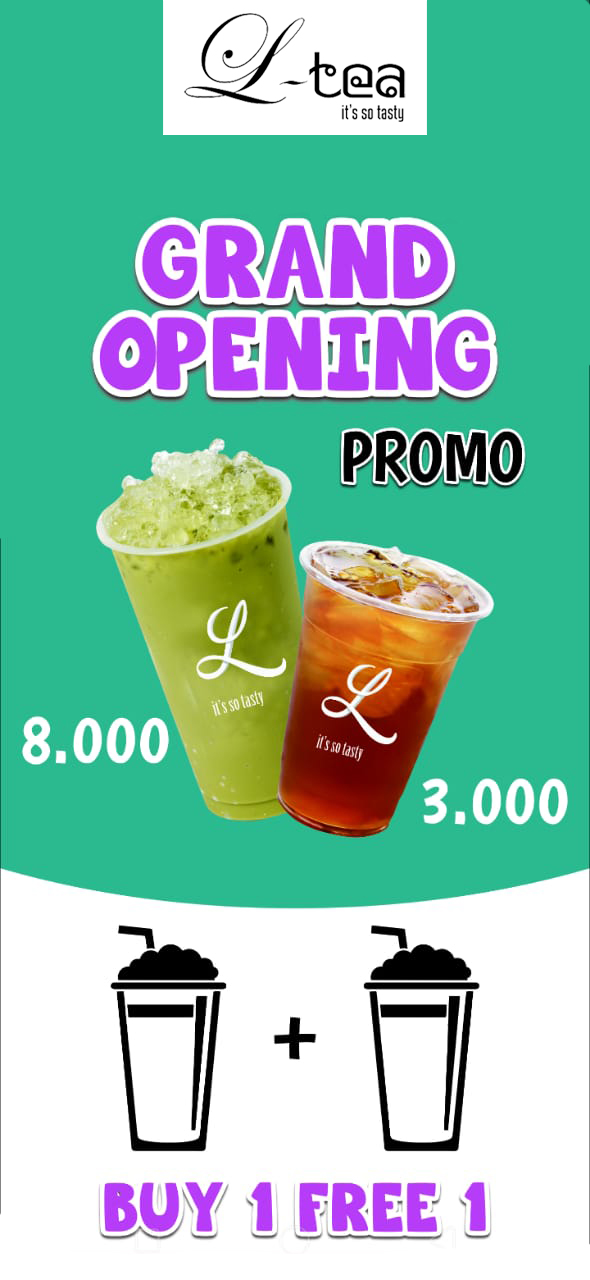 L-tea
it's so tasty
GRAND
OPENING
PROMO
L
it's so tasty
L
it's so tasty
8.000
3.000
+
BUY 1 FREE 1